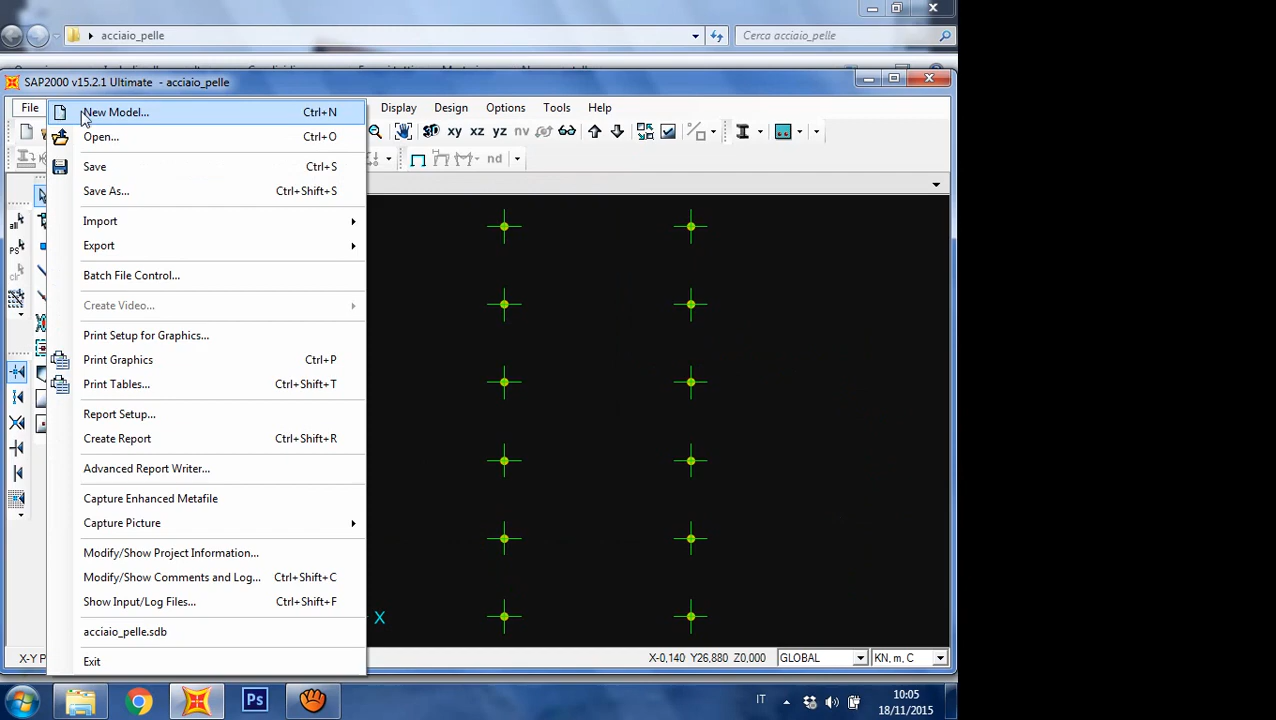 acciaio_pelle
Cerca acciaio_pelle
SAP2000 v15.2.1 Ultimate - acciaio_pelle
File
Display
Design
Options
Tools
Help
New Model... Ctrl+N
Open... Ctrl+O
Save Ctrl+S
Save As... Ctrl+Shift+S
Import
Export
Batch File Control...
Create Video...
Print Setup for Graphics...
Print Graphics Ctrl+P
Print Tables... Ctrl+Shift+T
Report Setup...
Create Report Ctrl+Shift+R
Advanced Report Writer...
Capture Enhanced Metafile
Capture Picture
Modify/Show Project Information...
Modify/Show Comments and Log... Ctrl+Shift+C
Show Input/Log Files... Ctrl+Shift+F
acciaio_pelle.sdb
Exit
3D xy xz yz nv
nd
all
PS
clr
X
X-Y P
X-0,140 Y26,880 Z0,000
GLOBAL
KN, m, C
Ps
IT
10:05
18/11/2015